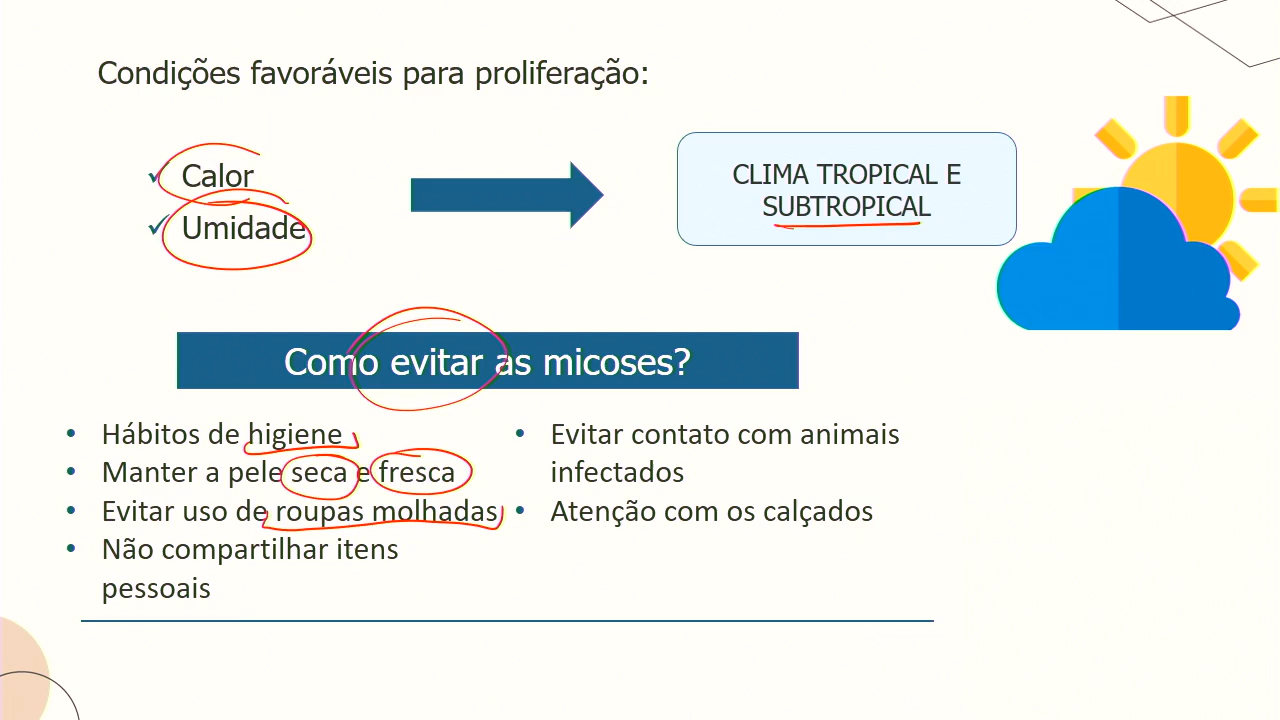 Condições favoráveis para proliferação:
✓ Calor
✓ Umidade
CLIMA TROPICAL E
SUBTROPICAL
Como evitar as micoses?
• Hábitos de higiene
• Manter a pele seca e fresca
• Evitar uso de roupas molhadas
• Não compartilhar itens
pessoais
• Evitar contato com animais
infectados
• Atenção com os calçados